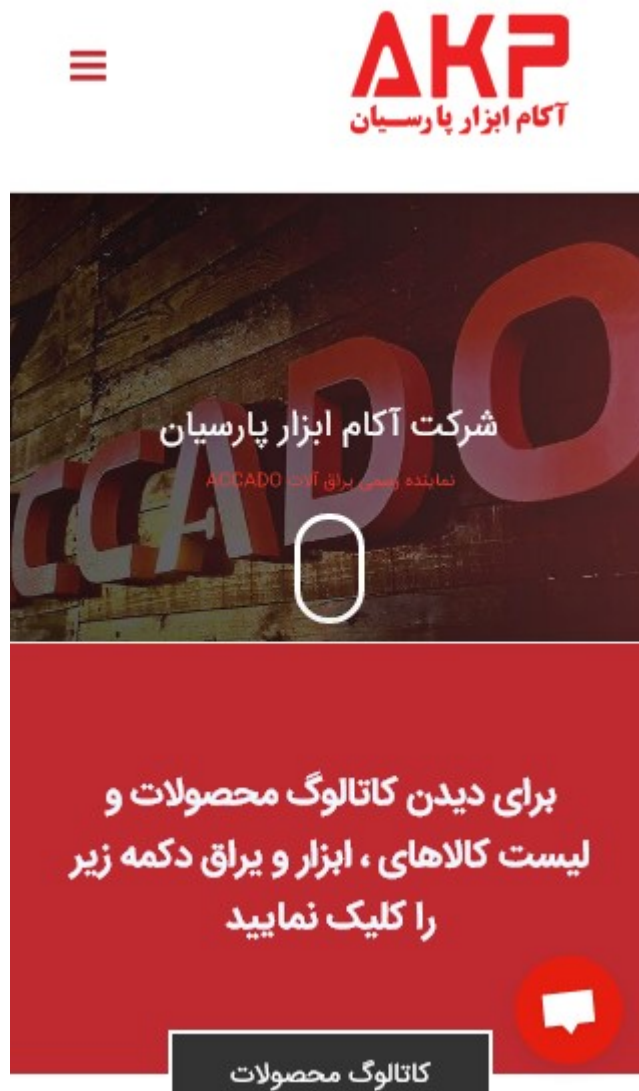 AKP
آکام ابزار پارسیان
ACCADO
شرکت آکام ابزار پارسیان
نماینده رسمی یراق آلات ACCADO
برای دیدن کاتالوگ محصولات و
لیست کالاهای ، ابزار و یراق دکمه زیر
را کلیک نمایید
کاتالوگ محصولات